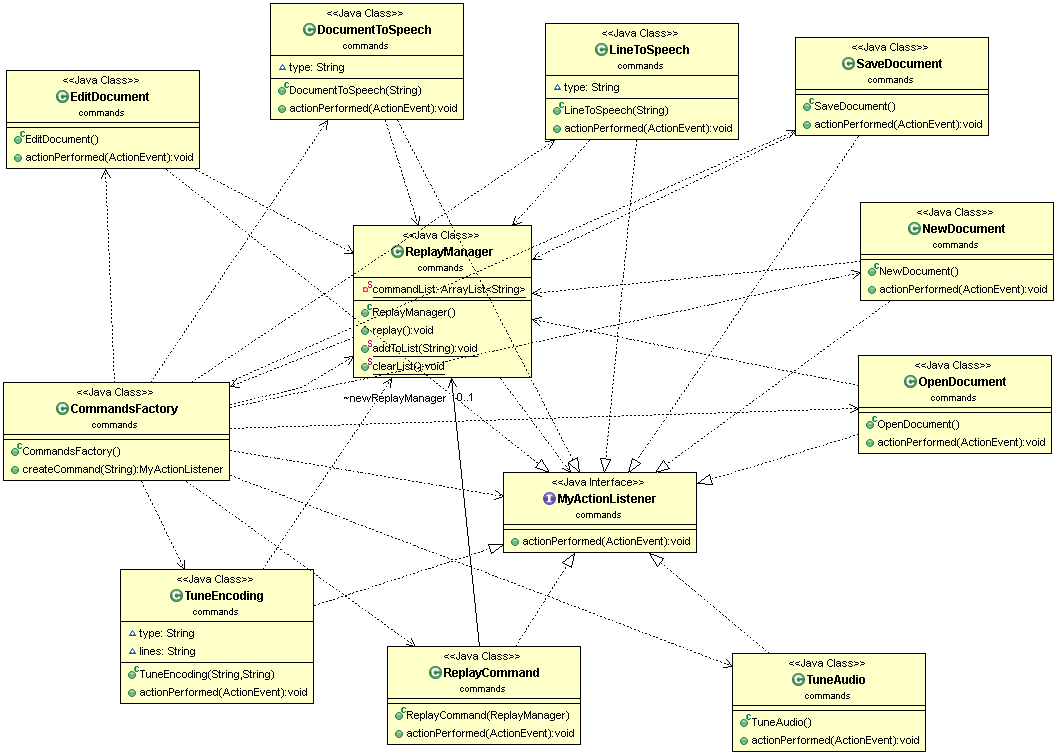 <<Java Class>>
DocumentToSpeech
commands
type: String
DocumentToSpeech(String)
actionPerformed(ActionEvent):void
<<Java Class>>
LineToSpeech
commands
type: String
LineToSpeech(String)
actionPerformed(ActionEvent):void
<<Java Class>>
SaveDocument
commands
SaveDocument()
actionPerformed(ActionEvent):void
<<Java Class>>
EditDocument
commands
EditDocument()
actionPerformed(ActionEvent):void
<<Java Class>>
ReplayManager
commands
commandList: ArrayList<String>
ReplayManager()
replay():void
addToList(String):void
clearList():void
<<Java Class>>
NewDocument
commands
NewDocument()
actionPerformed(ActionEvent):void
<<Java Class>>
OpenDocument
commands
OpenDocument()
actionPerformed(ActionEvent):void
<<Java Class>>
CommandsFactory
commands
CommandsFactory()
createCommand(String):MyActionListener
~newReplayManager 0..1
<<Java Interface>>
MyActionListener
commands
actionPerformed(ActionEvent):void
<<Java Class>>
TuneEncoding
commands
type: String
lines: String
TuneEncoding(String,String)
actionPerformed(ActionEvent):void
<<Java Class>>
ReplayCommand
commands
ReplayCommand(ReplayManager)
actionPerformed(ActionEvent):void
<<Java Class>>
TuneAudio
commands
TuneAudio()
actionPerformed(ActionEvent):void